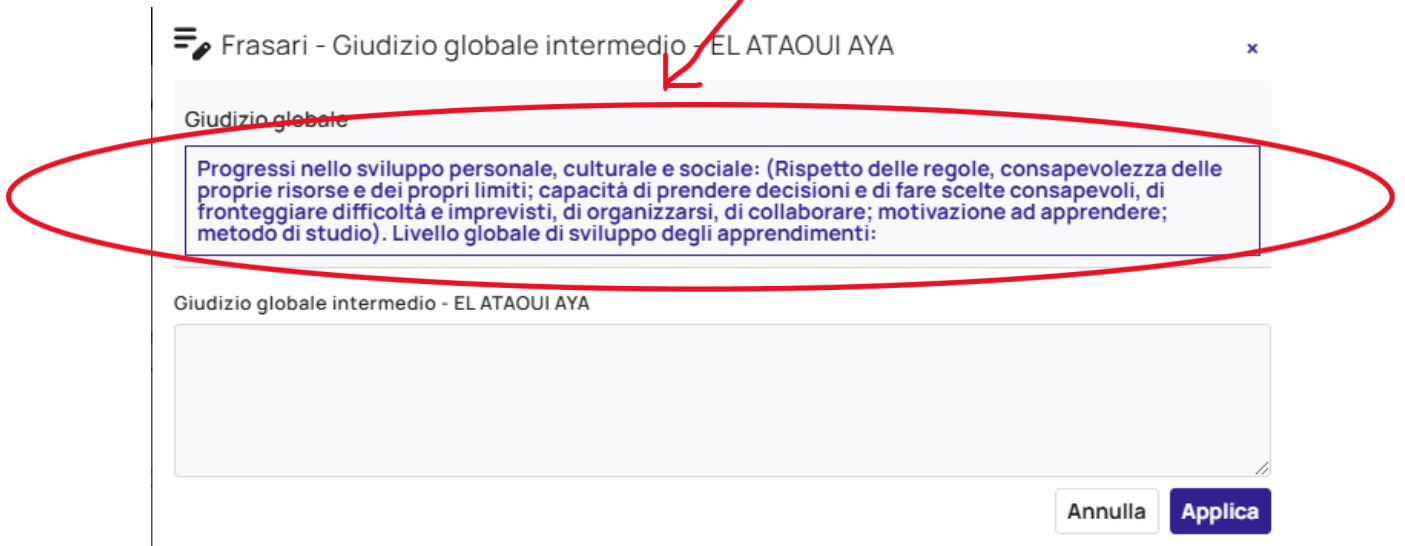 Frasari - Giudizio globale intermedio - EL ATAOUI AYA
×
Giudizio globale
Progressi nello sviluppo personale, culturale e sociale: (Rispetto delle regole, consapevolezza delle
proprie risorse e dei propri limiti; capacità di prendere decisioni e di fare scelte consapevoli, di
fronteggiare difficoltà e imprevisti, di organizzarsi, di collaborare; motivazione ad apprendere;
metodo di studio). Livello globale di sviluppo degli apprendimenti:
Giudizio globale intermedio - EL ATAOUI AYA
Annulla
Applica